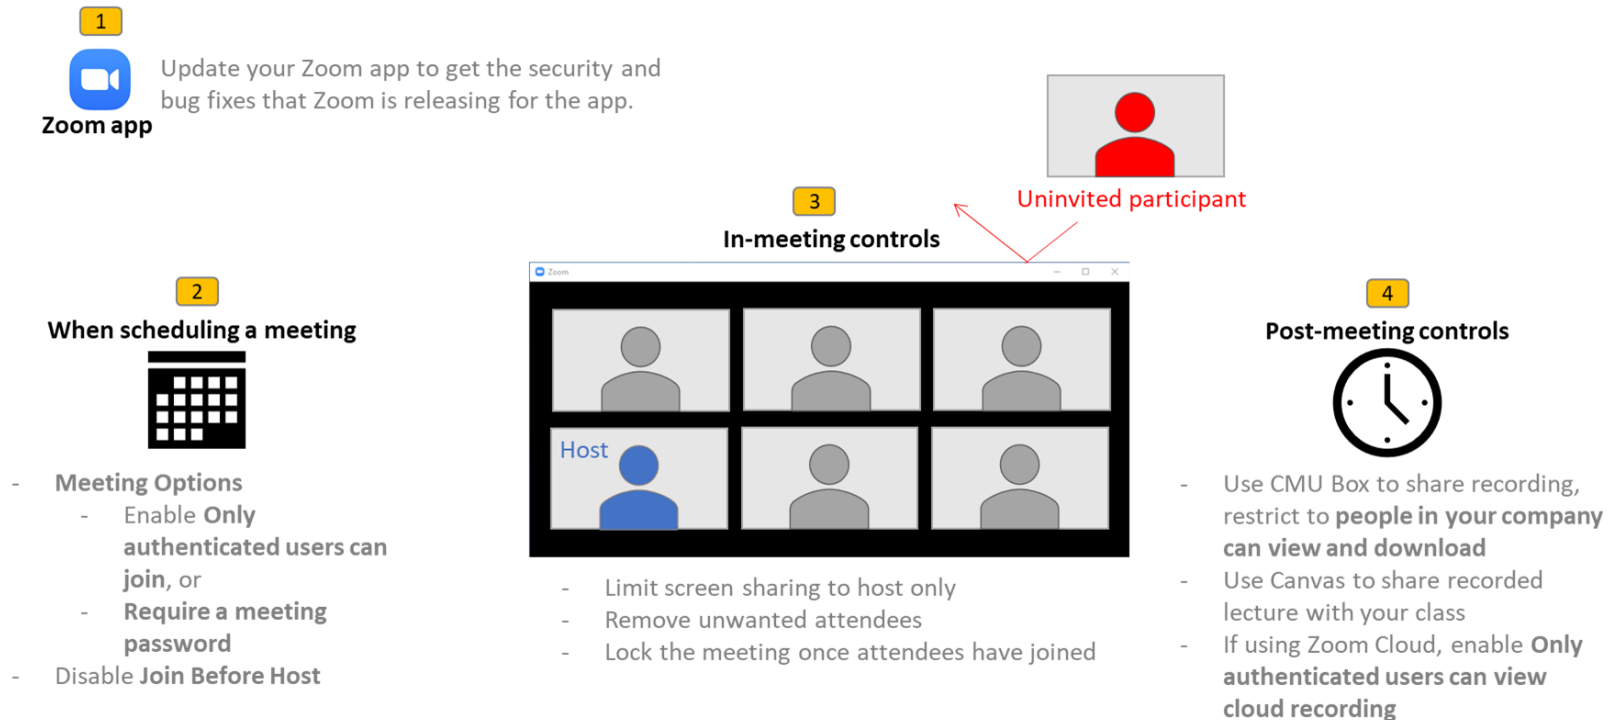 1
Update your Zoom app to get the security and
bug fixes that Zoom is releasing for the app.
Zoom app
Uninvited participant
3
In-meeting controls
Zoom
Host
- Limit screen sharing to host only
- Remove unwanted attendees
- Lock the meeting once attendees have joined
2
When scheduling a meeting
- Meeting Options
- Enable Only
authenticated users can
join, or
- Require a meeting
password
- Disable Join Before Host
4
Post-meeting controls
- Use CMU Box to share recording,
restrict to people in your company
can view and download
- Use Canvas to share recorded
lecture with your class
- If using Zoom Cloud, enable Only
authenticated users can view
cloud recording